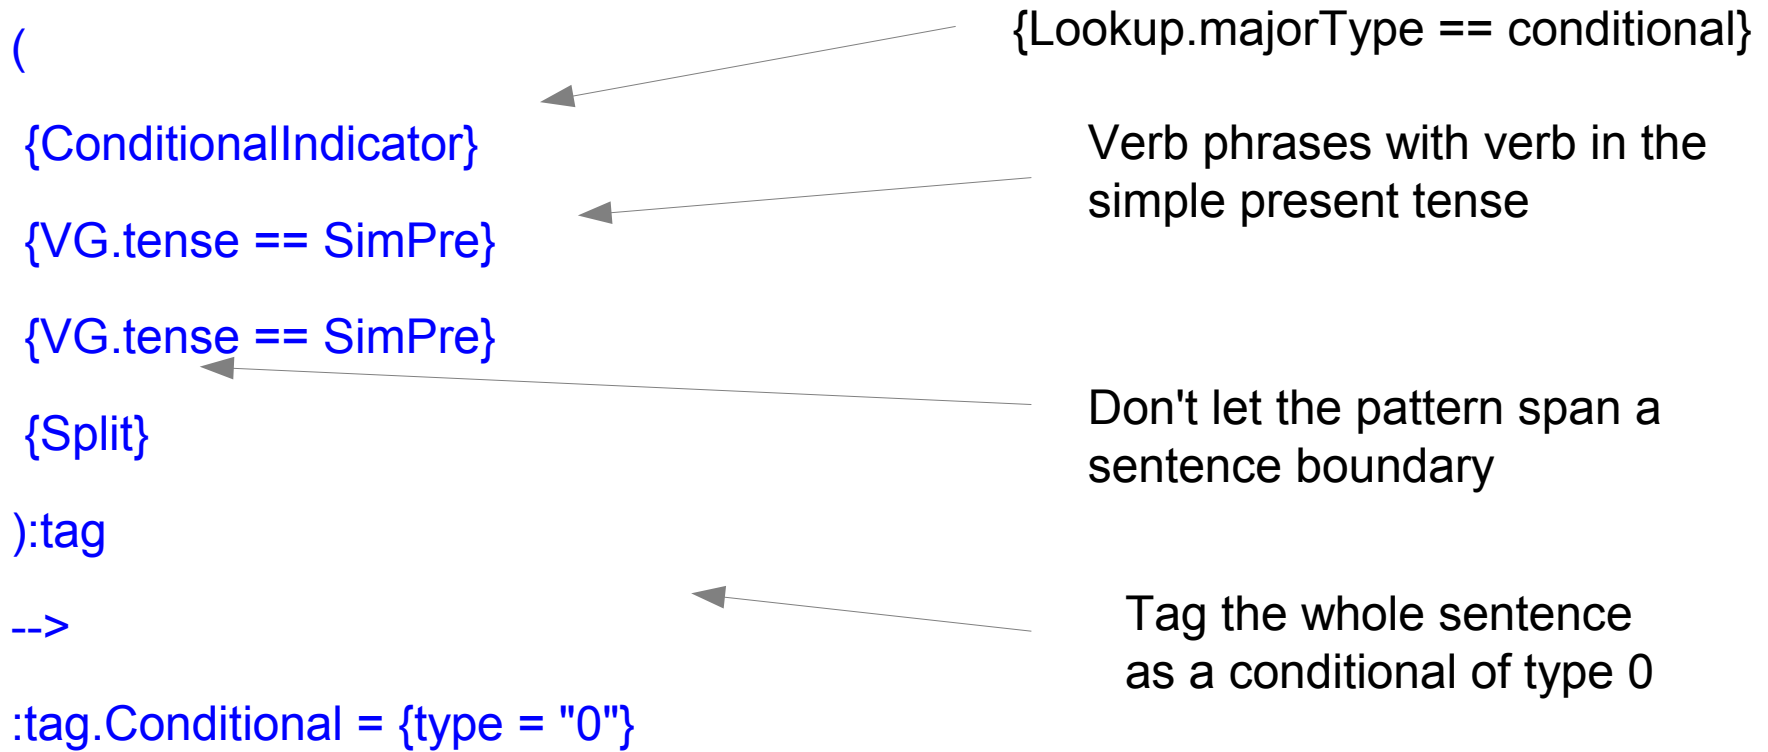 (
{Lookup.majorType == conditional}
{ConditionalIndicator}
Verb phrases with verb in the
simple present tense
{VG.tense == SimPre}
{VG.tense == SimPre}
Don't let the pattern span a
sentence boundary
{Split}
):tag
Tag the whole sentence
as a conditional of type 0
-->
:tag.Conditional = {type = "0"}